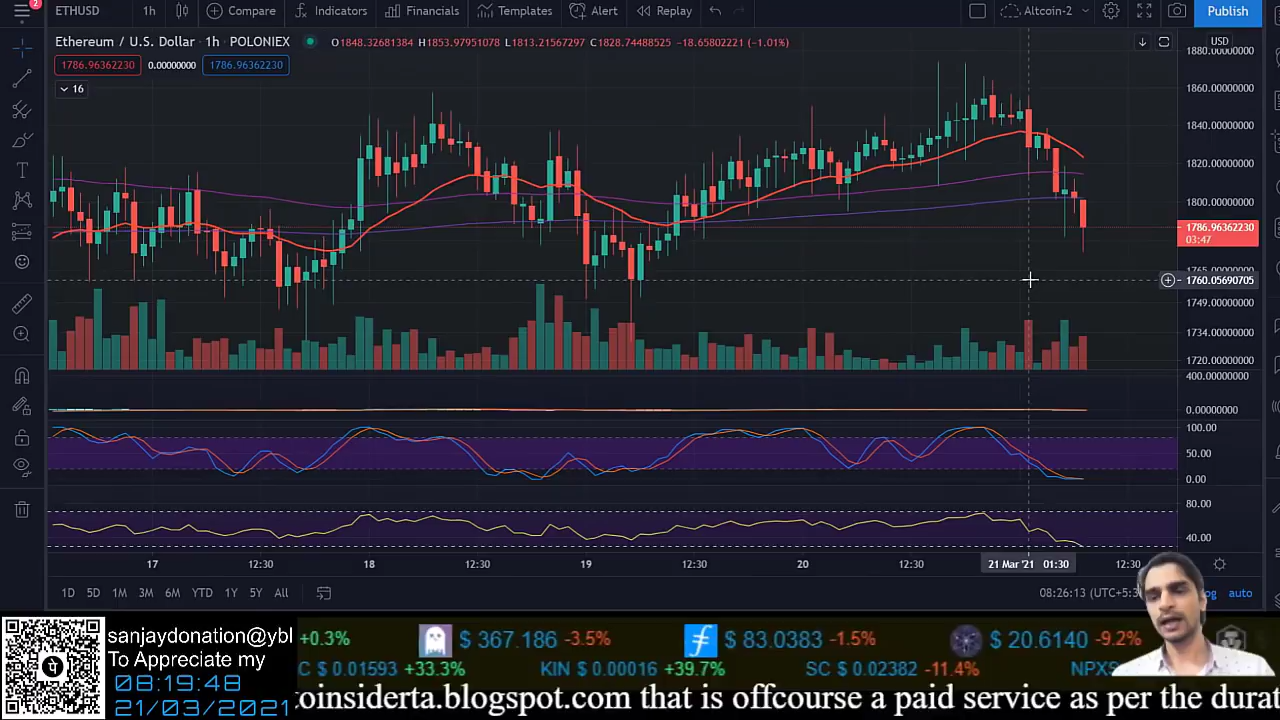 2
ETHUSD 1h Compare Indicators Financials Templates Alert Replay Altcoin-2 Publish
Ethereum / U.S. Dollar · 1h · POLONIEX O1848.32681384 H1853.97951078 L1813.21567297 C1828.74488525 -18.65802221 (-1.01%)
USD
1786.96362230 0.00000000 1786.96362230
16
1860.00000000
1840.00000000
1820.00000000
1800.00000000
1786.96362230
03:47
1760.05690705
1749.00000000
1734.00000000
1720.00000000
400.00000000
0.00000000
100.00
50.00
0.00
80.00
40.00
17 12:30 18 12:30 19 12:30 20 12:30 21 Mar '21 01:30 12:30
1D 5D 1M 3M 6M YTD 1Y 5Y All 08:26:13 (UTC+5:3 og auto
sanjaydonation@ybl
To Appreciate my
08:19:48
21/03/2021
+0.3% $ 367.186 -3.5% $ 83.0383 -1.5% $ 20.6140 -9.2%
C $ 0.01593 +33.3% KIN $ 0.00016 +39.7% SC $ 0.02382 -11.4% NPXS
oinsiderta.blogspot.com that is offcourse a paid service as per the durat